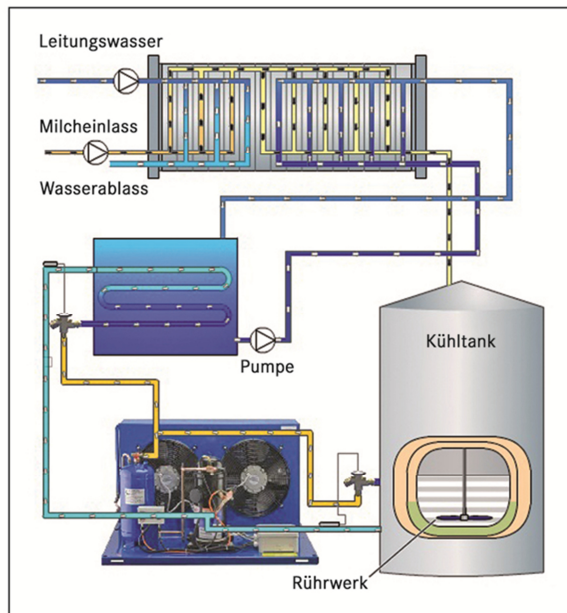 Leitungswasser
Milcheinlass
Wasserablass
Pumpe
Kühltank
Rührwerk